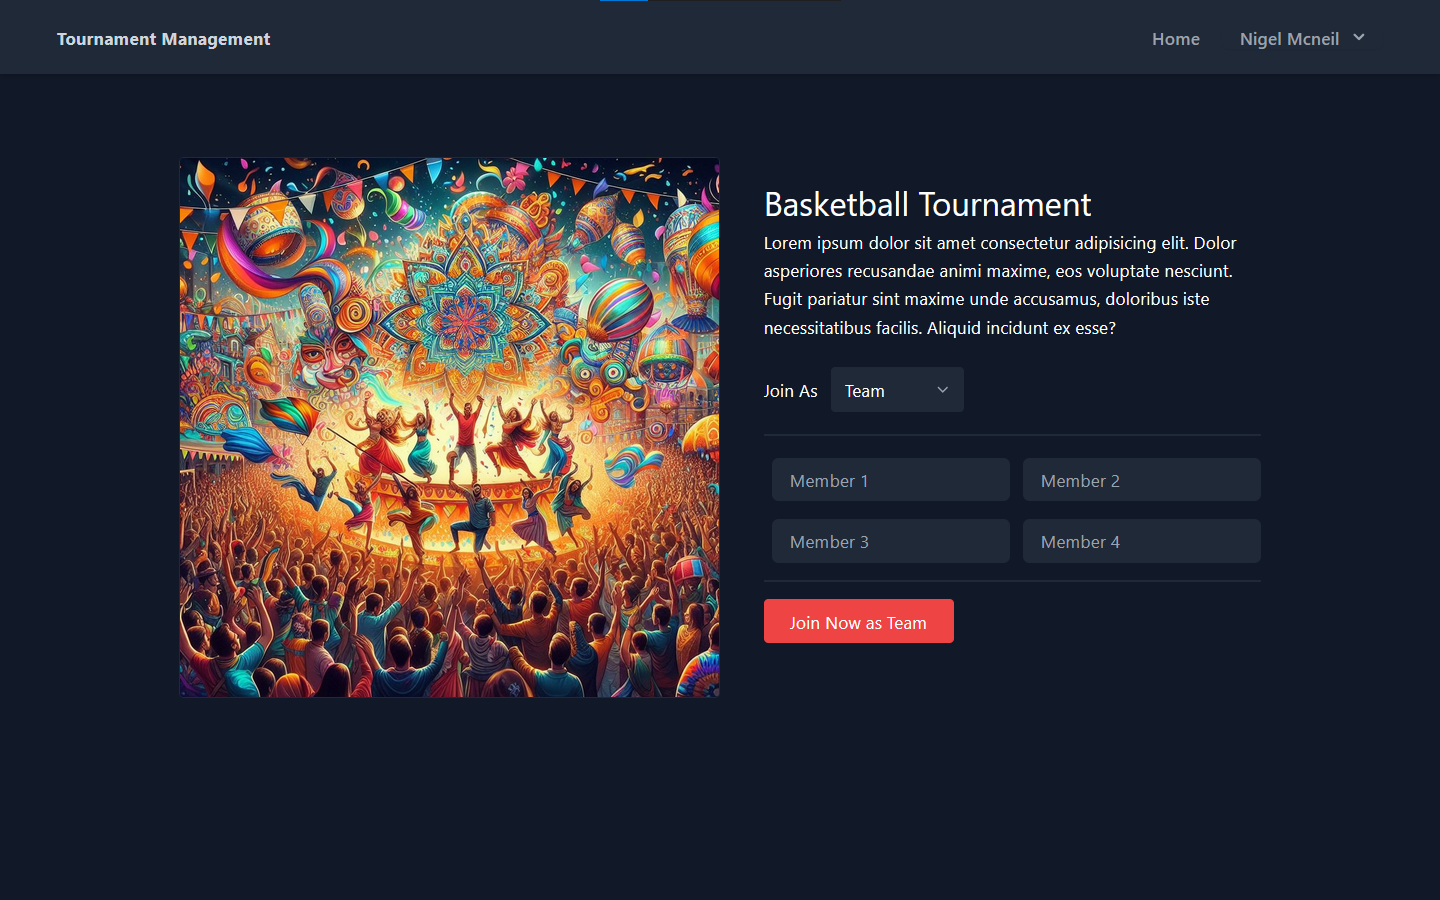 Tournament Management
Home
Nigel Mcneil
Basketball Tournament
Lorem ipsum dolor sit amet consectetur adipisicing elit. Dolor
asperiores recusandae animi maxime, eos voluptate nesciunt.
Fugit pariatur sint maxime unde accusamus, doloribus iste
necessitatibus facilis. Aliquid incidunt ex esse?
Join As
Team
Member 1
Member 2
Member 3
Member 4
Join Now as Team